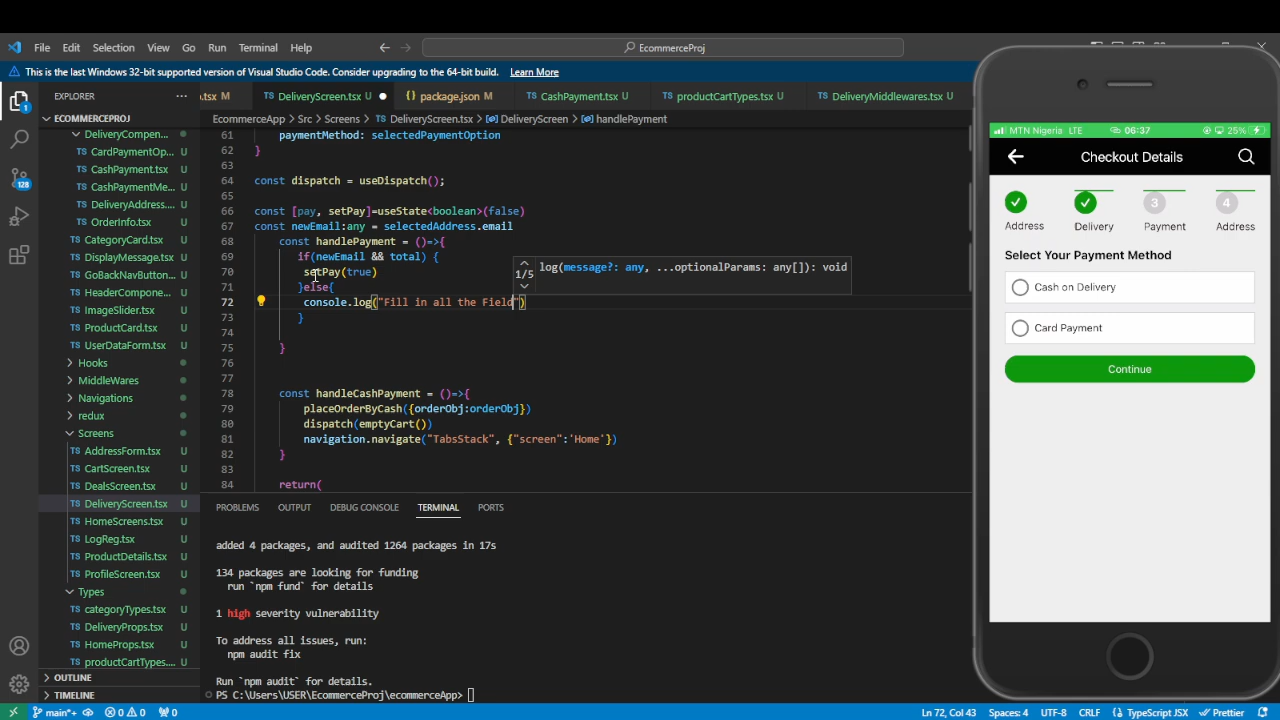 File Edit Selection View Go Run Terminal Help
EcommerceProj
This is the last Windows 32-bit supported version of Visual Studio Code. Consider upgrading to the 64-bit build. Learn More
EXPLORER
ECOMMERCEPROJ
DeliveryCompen...
CardPaymentOp...
CashPayment.tsx
CashPaymentMe...
DeliveryAddress...
OrderInfo.tsx
CategoryCard.tsx
DisplayMessage.tsx
GoBackNavButton...
HeaderCompone...
ImageSlider.tsx
ProductCard.tsx
UserDataForm.tsx
Hooks
MiddleWares
Navigations
redux
Screens
AddressForm.tsx U
CartScreen.tsx U
DealsScreen.tsx U
DeliveryScreen.tsx U
HomeScreens.tsx U
LogReg.tsx U
ProductDetails.tsx U
ProfileScreen.tsx U
Types
categoryTypes.tsx U
DeliveryProps.tsx U
HomeProps.tsx U
productCartTypes.... U
OUTLINE
TIMELINE
1
128
o.tsx M
TS DeliveryScreen.tsx U
{} package.json M
TS CashPayment.tsx U
TS productCartTypes.tsx U
TS DeliveryMiddlewares.tsx U
EcommerceApp > Src > Screens > TS DeliveryScreen.tsx > DeliveryScreen > handlePayment
61 paymentMethod: selectedPaymentOption
62 }
63
64 const dispatch = useDispatch();
65
66 const [pay, setPay]=useState<boolean>(false)
67 const newEmail:any = selectedAddress.email
68 const handlePayment = ()=>{
69 if(newEmail && total) {
70 setPay(true)
71 }else{
72 console.log("Fill in all the Field")
73 }
74
75 }
76
77
78 const handleCashPayment = ()=>{
79 placeOrderByCash({orderObj:orderObj})
80 dispatch(emptyCart())
81 navigation.navigate("TabsStack", {"screen":'Home'})
82 }
83
84 return(
1/5 log(message?: any, ...optionalParams: any[]): void
PROBLEMS OUTPUT DEBUG CONSOLE TERMINAL PORTS
added 4 packages, and audited 1264 packages in 17s
134 packages are looking for funding
run `npm fund` for details
1 high severity vulnerability
To address all issues, run:
npm audit fix
Run `npm audit` for details.
PS C:\Users\USER\EcommerceProj\ecommerceApp>
main*+ 0 0 0
Ln 72, Col 43 Spaces: 4 UTF-8 CRLF {} TypeScript JSX Prettier
MTN Nigeria LTE 06:37 25%
Checkout Details
3 4
Address Delivery Payment Address
Select Your Payment Method
Cash on Delivery
Card Payment
Continue